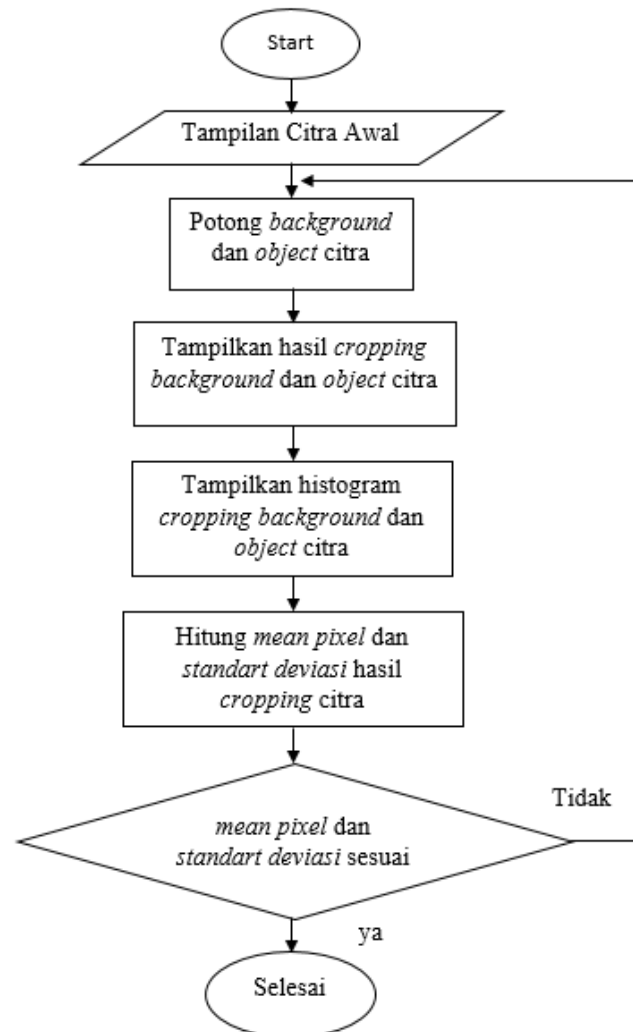 Start
Tampilan Citra Awal
Potong background
dan object citra
Tampilkan hasil cropping
background dan object citra
Tampilkan histogram
cropping background dan
object citra
Hitung mean pixel dan
standart deviasi hasil
cropping citra
mean pixel dan
standart deviasi sesuai
Tidak
ya
Selesai